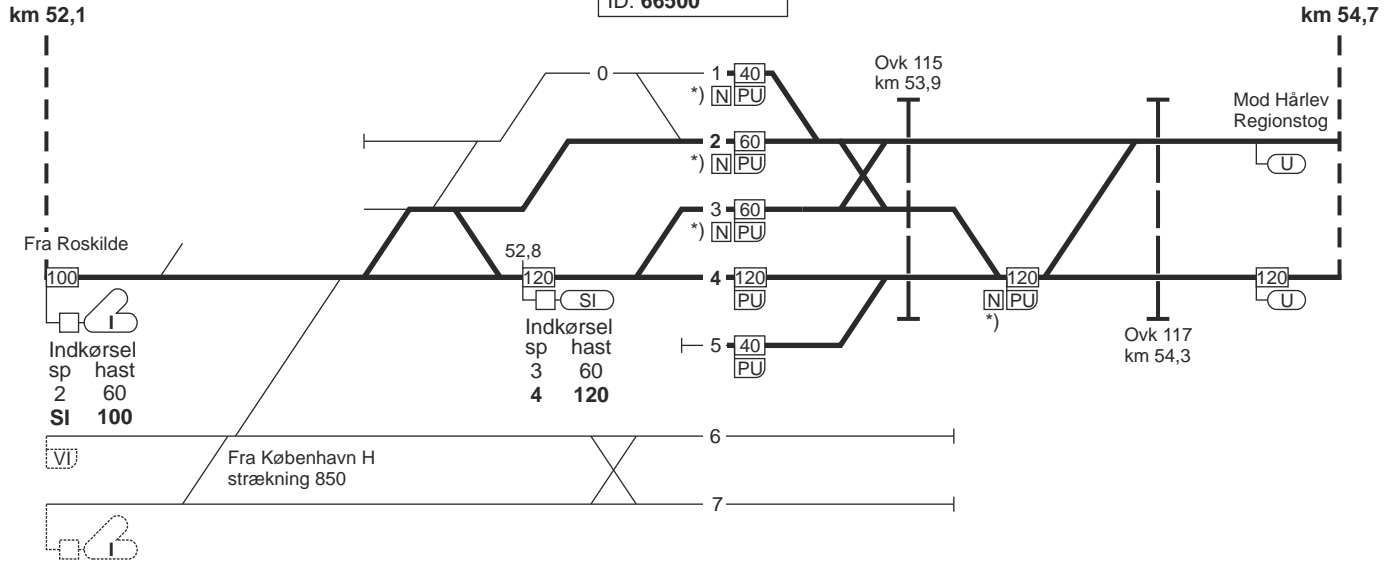 ID: 66500
km 52,1
km 54,7
0
1 40
*) N PU
Ovk 115
km 53,9
Mod Hårlev
Regionstog
U
2 60
*) N PU
3 60
*) N PU
Fra Roskilde
100
I
Indkørsel
sp hast
2 60
SI 100
52,8
120
SI
Indkørsel
sp hast
3 60
4 120
4 120
PU
120
N PU
*)
120
U
5 40
PU
Ovk 117
km 54,3
6
VI
Fra København H
strækning 850
7
I